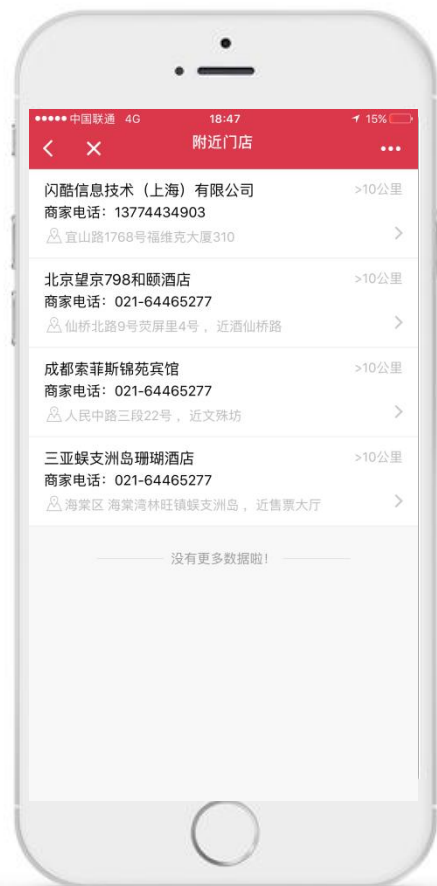 中国联通 4G 18:47 15%
附近门店
闪酷信息技术（上海）有限公司 >10公里
商家电话：13774434903
宜山路1768号福维克大厦310
北京望京798和颐酒店 >10公里
商家电话：021-64465277
仙桥北路9号荧屏里4号 ，近酒仙桥路
成都索菲斯锦苑宾馆 >10公里
商家电话：021-64465277
人民中路三段22号 ，近文殊坊
三亚蜈支洲岛珊瑚酒店 >10公里
商家电话：021-64465277
海棠区 海棠湾林旺镇蜈支洲岛 ，近售票大厅
没有更多数据啦！